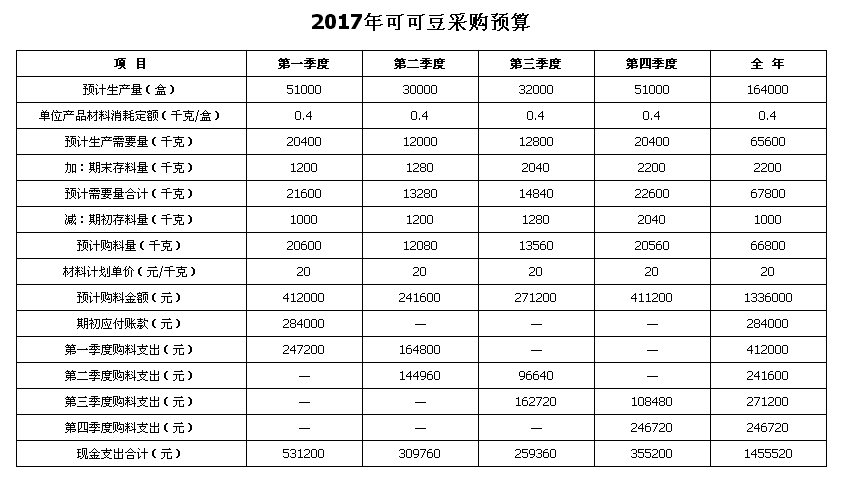 2017年可可豆采购预算
项 目 第一季度 第二季度 第三季度 第四季度 全 年
预计生产量(盒) 51000 30000 32000 51000 164000
单位产品材料消耗定额(千克/盒) 0.4 0.4 0.4 0.4 0.4
预计生产需要量(千克) 20400 12000 12800 20400 65600
加:期末存料量(千克) 1200 1280 2040 2200 2200
预计需要量合计(千克) 21600 13280 14840 22600 67800
减:期初存料量(千克) 1000 1200 1280 2040 1000
预计购料量(千克) 20600 12080 13560 20560 66800
材料计划单价(元/千克) 20 20 20 20 20
预计购料金额(元) 412000 241600 271200 411200 1336000
期初应付账款(元) 284000 — — — 284000
第一季度购料支出(元) 247200 164800 — — 412000
第二季度购料支出(元) — 144960 96640 — 241600
第三季度购料支出(元) — — 162720 108480 271200
第四季度购料支出(元) — — — 246720 246720
现金支出合计(元) 531200 309760 259360 355200 1455520